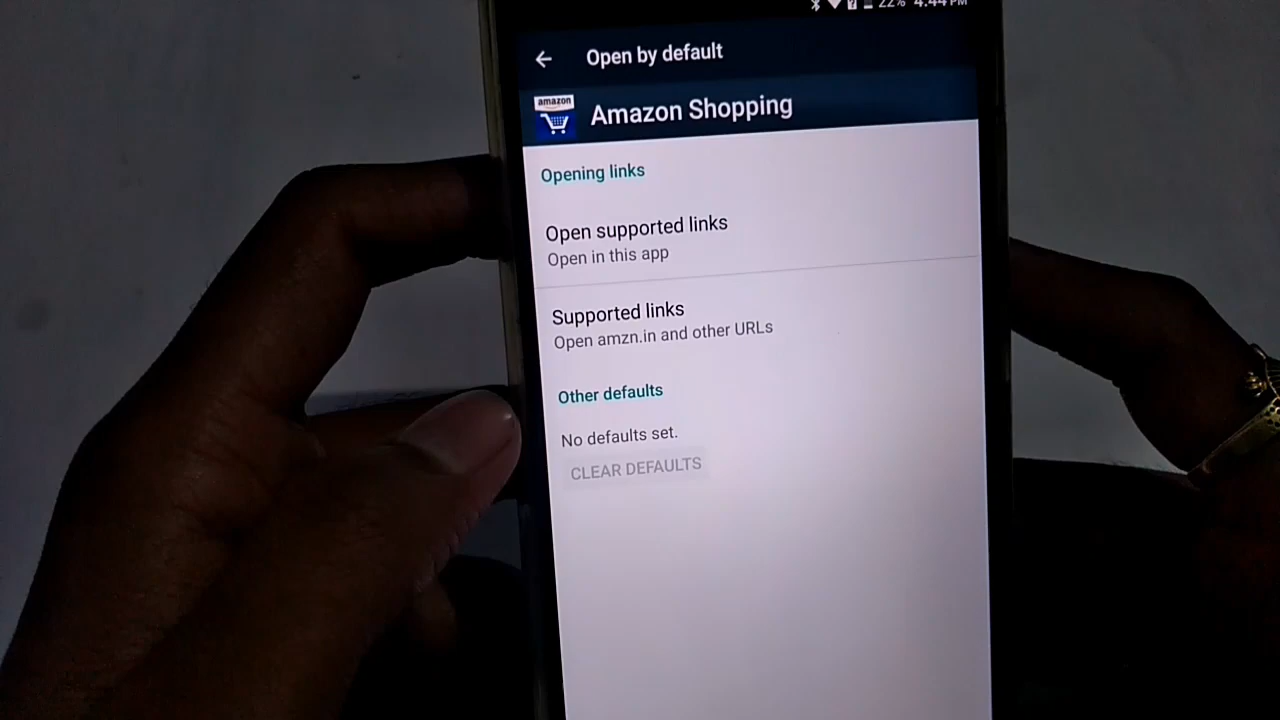 22% 4:44 PM
Open by default
amazon
Amazon Shopping
Opening links
Open supported links
Open in this app
Supported links
Open amzn.in and other URLs
Other defaults
No defaults set.
CLEAR DEFAULTS